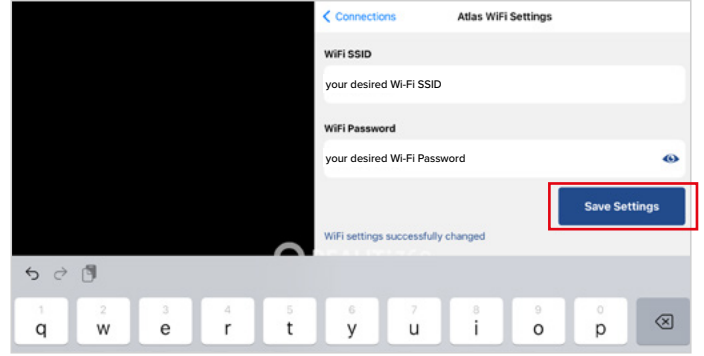 Connections
Atlas WiFi Settings
WiFi SSID
your desired Wi-Fi SSID
WiFi Password
your desired Wi-Fi Password
Save Settings
WiFi settings successfully changed
1 2 3 4 5 6 7 8 9 0
q w e r t y u i o p